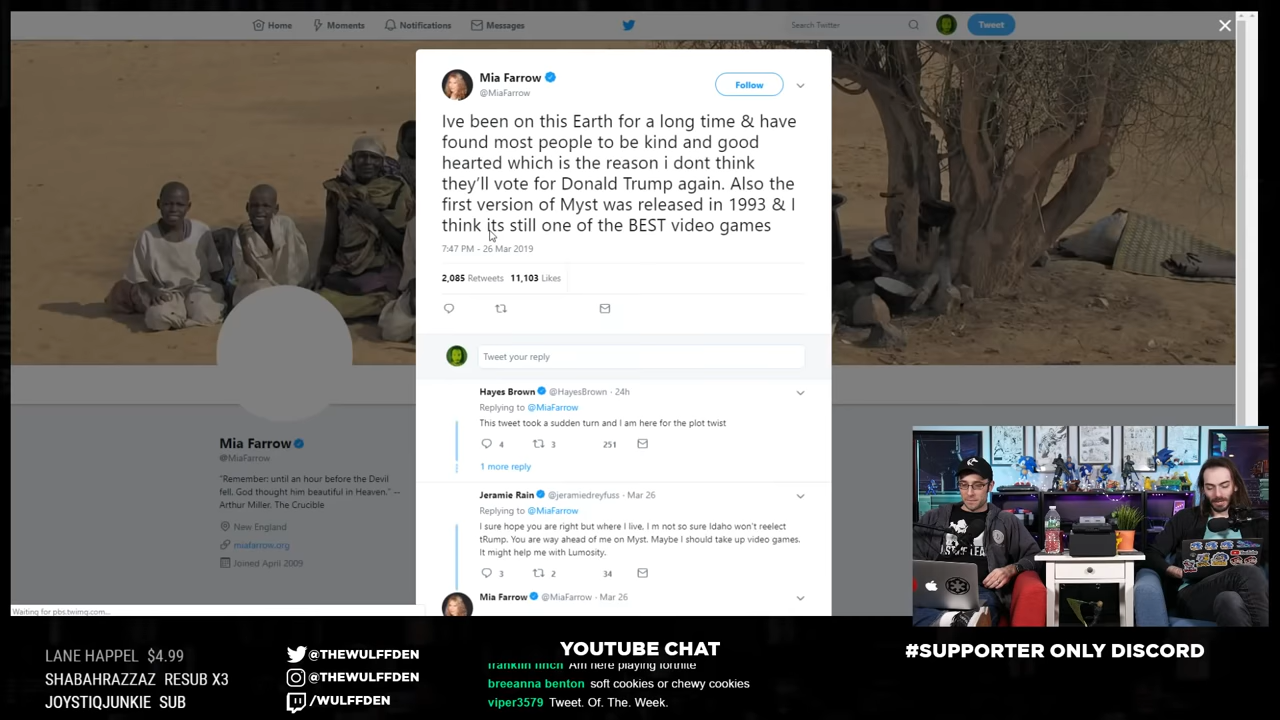 Home Moments Notifications Messages Search Twitter Tweet
Mia Farrow
@MiaFarrow
Follow
Ive been on this Earth for a long time & have
found most people to be kind and good
hearted which is the reason i dont think
they'll vote for Donald Trump again. Also the
first version of Myst was released in 1993 & I
think its still one of the BEST video games
7:47 PM - 26 Mar 2019
2,085 Retweets 11,103 Likes
Tweet your reply
Hayes Brown @HayesBrown · 24h
Replying to @MiaFarrow
This tweet took a sudden turn and I am here for the plot twist
4 3 251
1 more reply
Jeramie Rain @jeramiedreyfuss · Mar 26
Replying to @MiaFarrow
I sure hope you are right but where I live, I m not so sure Idaho won't reelect
tRump. You are way ahead of me on Myst. Maybe I should take up video games.
It might help me with Lumosity.
3 2 34
Mia Farrow @MiaFarrow · Mar 26
Mia Farrow
@MiaFarrow
"Remember: until an hour before the Devil
fell, God thought him beautiful in Heaven." --
Arthur Miller. The Crucible
New England
miafarrow.org
Joined April 2009
Waiting for pbs.twimg.com...
LANE HAPPEL $4.99
SHABAHRAZZAZ RESUB X3
JOYSTIQJUNKIE SUB
@THEWULFFDEN
@THEWULFFDEN
/WULFFDEN
YOUTUBE CHAT
franklin finch Am here playing fortnite
breeanna benton soft cookies or chewy cookies
viper3579 Tweet. Of. The. Week.
#SUPPORTER ONLY DISCORD